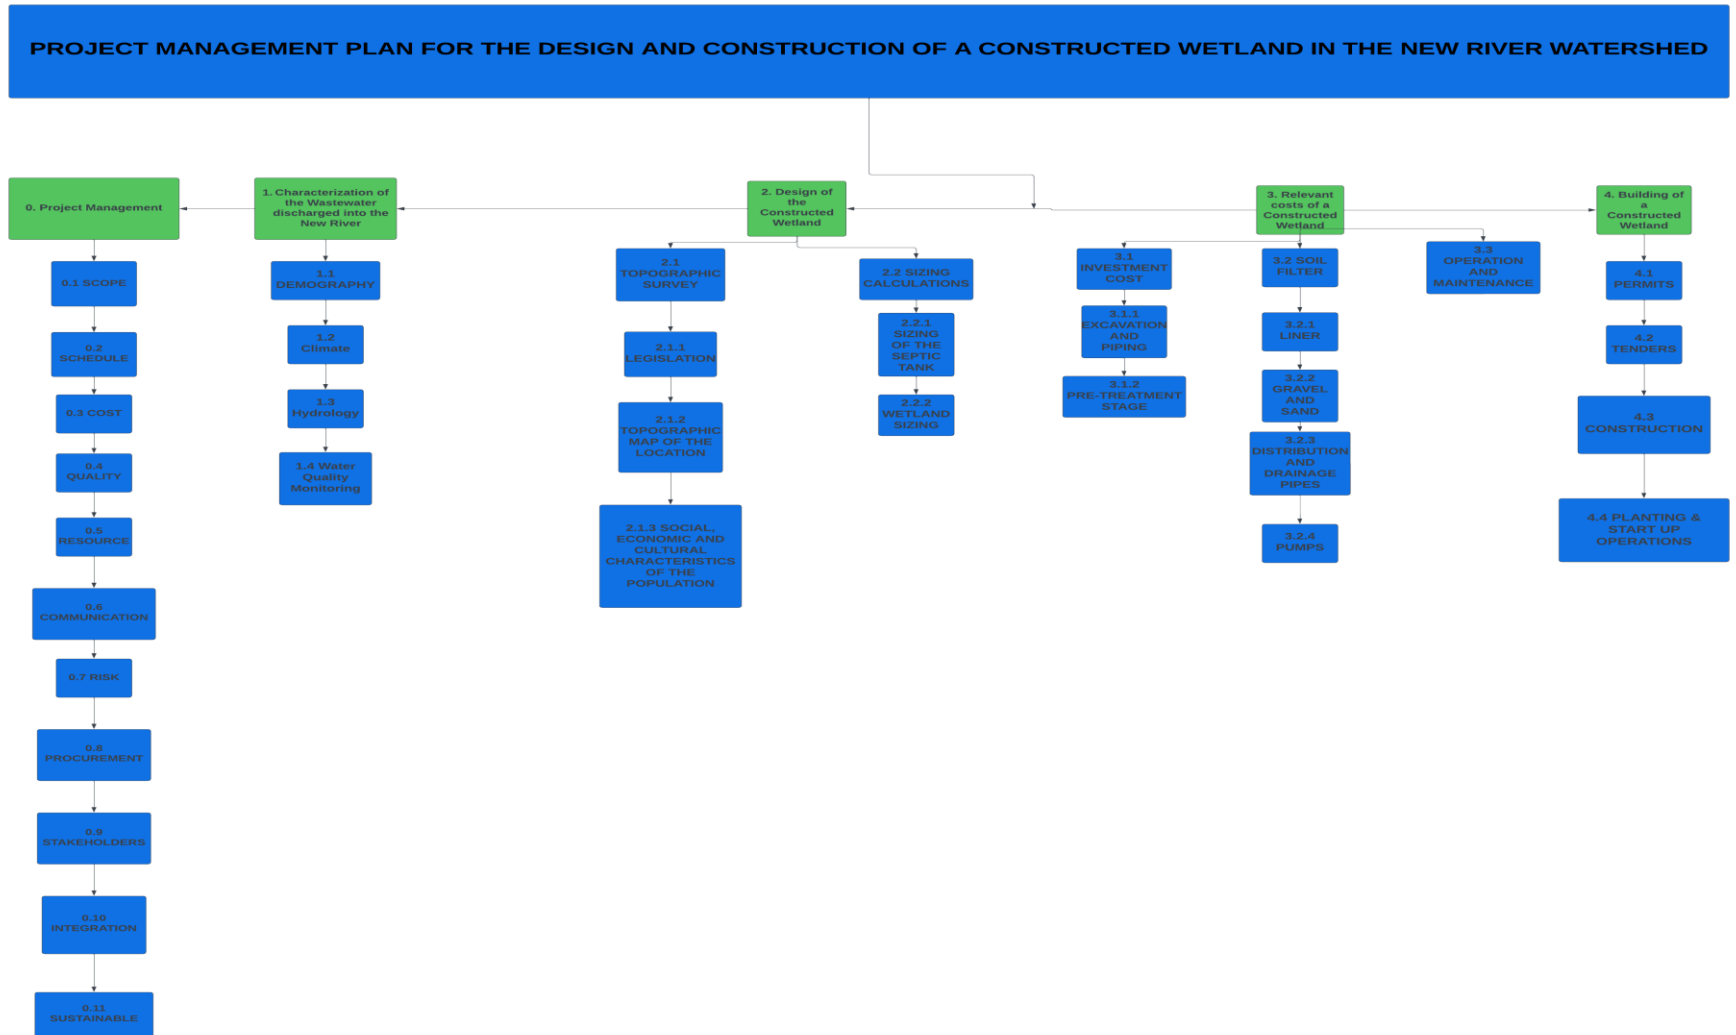 PROJECT MANAGEMENT PLAN FOR THE DESIGN AND CONSTRUCTION OF A CONSTRUCTED WETLAND IN THE NEW RIVER WATERSHED
0. Project Management
0.1 SCOPE
0.2
SCHEDULE
0.3 COST
0.4
QUALITY
0.5
RESOURCE
0.6
COMMUNICATION
0.7 RISK
0.8
PROCUREMENT
0.9
STAKEHOLDERS
0.10
INTEGRATION
0.11
SUSTAINABLE
1. Characterization of
the Wastewater
discharged into the
New River
1.1
DEMOGRAPHY
1.2
Climate
1.3
Hydrology
1.4 Water
Quality
Monitoring
2. Design of
the
Constructed
Wetland
2.1
TOPOGRAPHIC
SURVEY
2.1.1
LEGISLATION
2.1.2
TOPOGRAPHIC
MAP OF THE
LOCATION
2.1.3 SOCIAL,
ECONOMIC AND
CULTURAL
CHARACTERISTICS
OF THE
POPULATION
2.2 SIZING
CALCULATIONS
2.2.1
SIZING
OF THE
SEPTIC
TANK
2.2.2
WETLAND
SIZING
3. Relevant
costs of a
Constructed
Wetland
3.1
INVESTMENT
COST
3.1.1
EXCAVATION
AND
PIPING
3.1.2
PRE-TREATMENT
STAGE
3.2 SOIL
FILTER
3.2.1
LINER
3.2.2
GRAVEL
AND
SAND
3.2.3
DISTRIBUTION
AND
DRAINAGE
PIPES
3.2.4
PUMPS
3.3
OPERATION
AND
MAINTENANCE
4. Building of
a
Constructed
Wetland
4.1
PERMITS
4.2
TENDERS
4.3
CONSTRUCTION
4.4 PLANTING &
START UP
OPERATIONS